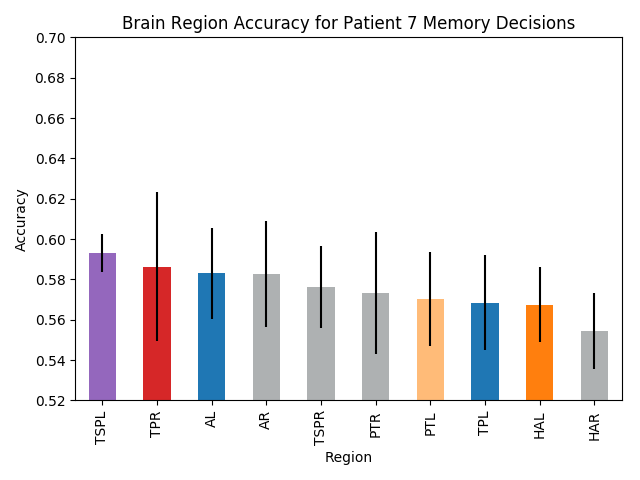 Brain Region Accuracy for Patient 7 Memory Decisions
0.70
0.68
0.66
0.64
0.62
0.60
0.58
0.56
0.54
0.52
Accuracy
TSPL
TPR
AL
AR
TSPR
PTR
PTL
TPL
HAL
HAR
Region